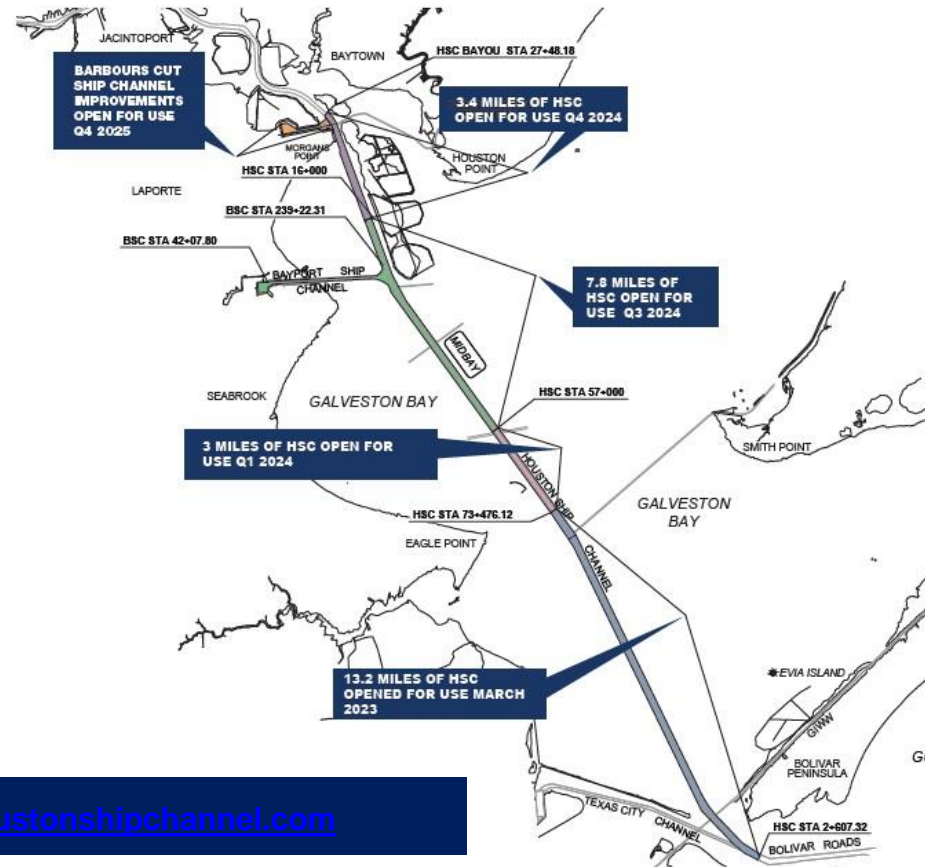 JACINTOPORT
BAYTOWN
HSC BAYOU STA 27+48.18
BARBOURS CUT
SHIP CHANNEL
IMPROVEMENTS
OPEN FOR USE
Q4 2025
3.4 MILES OF HSC
OPEN FOR USE Q4 2024
MORGANS
POINT
HOUSTON
POINT
HSC STA 16+000
LAPORTE
BSC STA 239+22.31
BSC STA 42+07.80
BAYPORT SHIP
CHANNEL
7.8 MILES OF
HSC OPEN FOR
USE Q3 2024
MIDBAY
SEABROOK
GALVESTON BAY
HSC STA 57+000
SMITH POINT
3 MILES OF HSC OPEN FOR
USE Q1 2024
HOUSTON SHIP
CHANNEL
GALVESTON
BAY
HSC STA 73+476.12
EAGLE POINT
13.2 MILES OF HSC
OPENED FOR USE MARCH
2023
EVIA ISLAND
GIWW
BOLIVAR
PENINSULA
TEXAS CITY CHANNEL
HSC STA 2+607.32
BOLIVAR ROADS
ustonshipchannel.com